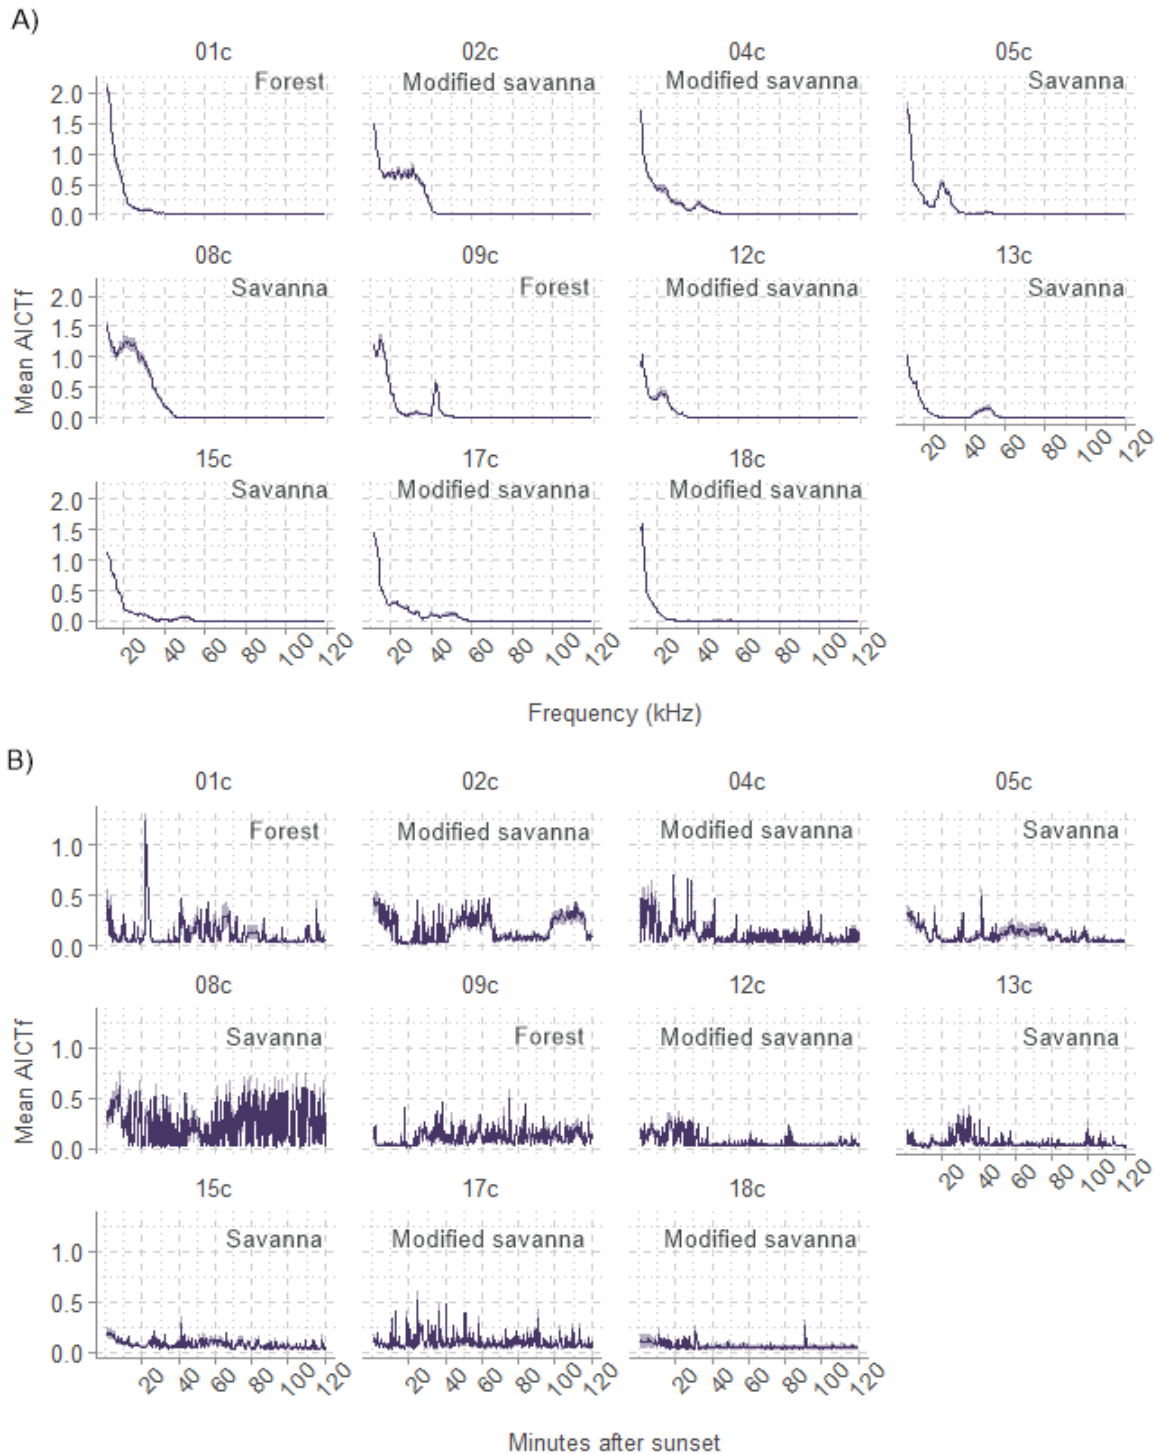 A)
01c 02c 04c 05c
Forest Modified savanna Modified savanna Savanna
2.0
1.5
1.0
0.5
0.0
08c 09c 12c 13c
Savanna Forest Modified savanna Savanna
2.0
1.5
1.0
0.5
0.0
20 40 60 80 100 120
15c 17c 18c
Savanna Modified savanna Modified savanna
2.0
1.5
1.0
0.5
0.0
20 40 60 80 100 120 20 40 60 80 100 120 20 40 60 80 100 120
Mean AICTf
Frequency (kHz)
B)
01c 02c 04c 05c
Forest Modified savanna Modified savanna Savanna
1.0
0.5
0.0
08c 09c 12c 13c
Savanna Forest Modified savanna Savanna
1.0
0.5
0.0
20 40 60 80 100 120
15c 17c 18c
Savanna Modified savanna Modified savanna
1.0
0.5
0.0
20 40 60 80 100 120 20 40 60 80 100 120 20 40 60 80 100 120
Mean AICTf
Minutes after sunset